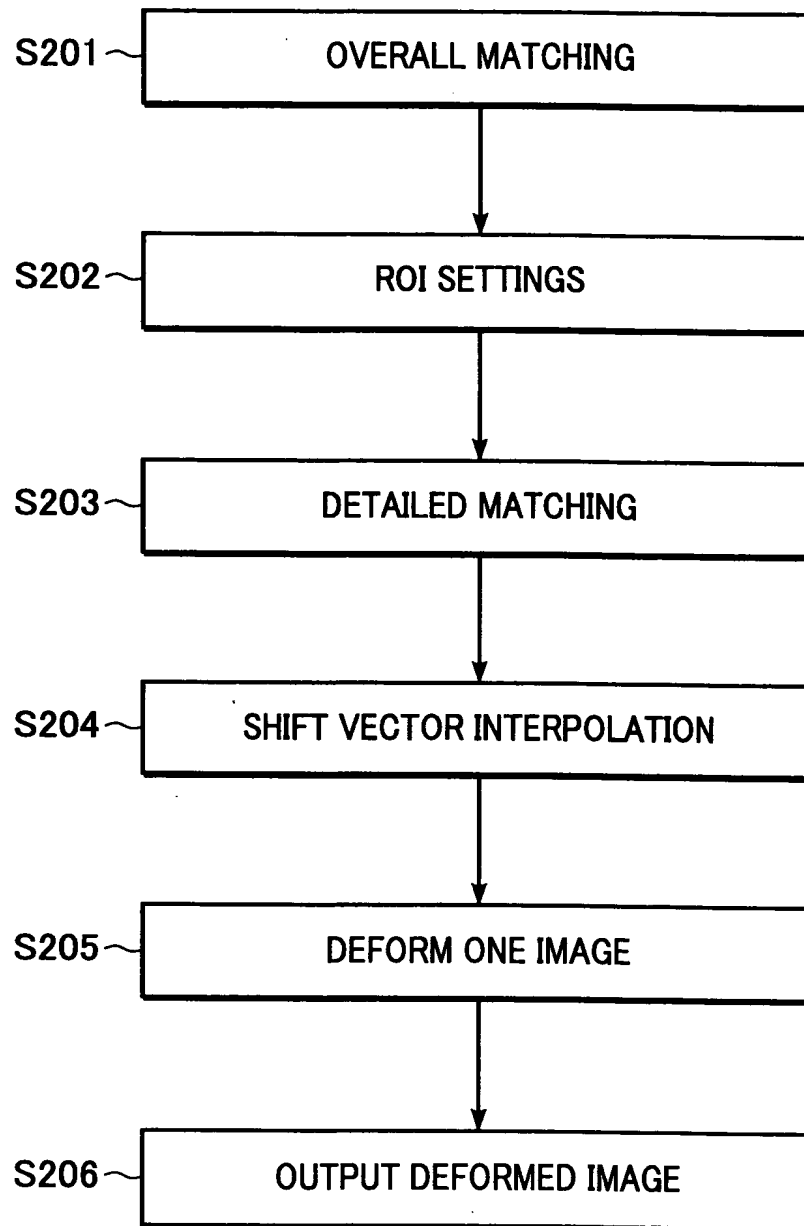 S201 OVERALL MATCHING
S202 ROI SETTINGS
S203 DETAILED MATCHING
S204 SHIFT VECTOR INTERPOLATION
S205 DEFORM ONE IMAGE
S206 OUTPUT DEFORMED IMAGE